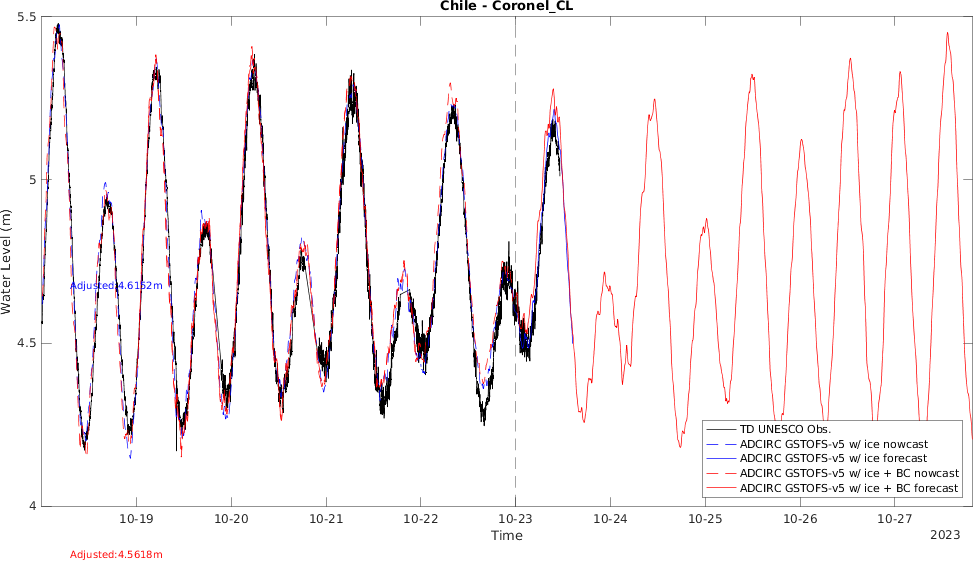 Chile - Coronel_CL
5.5
5
4.5
4
Water Level (m)
Adjusted:4.6152m
TD UNESCO Obs.
ADCIRC GSTOFS-v5 w/ ice nowcast
ADCIRC GSTOFS-v5 w/ ice forecast
ADCIRC GSTOFS-v5 w/ ice + BC nowcast
ADCIRC GSTOFS-v5 w/ ice + BC forecast
10-19 10-20 10-21 10-22 10-23 10-24 10-25 10-26 10-27
Time
2023
Adjusted:4.5618m